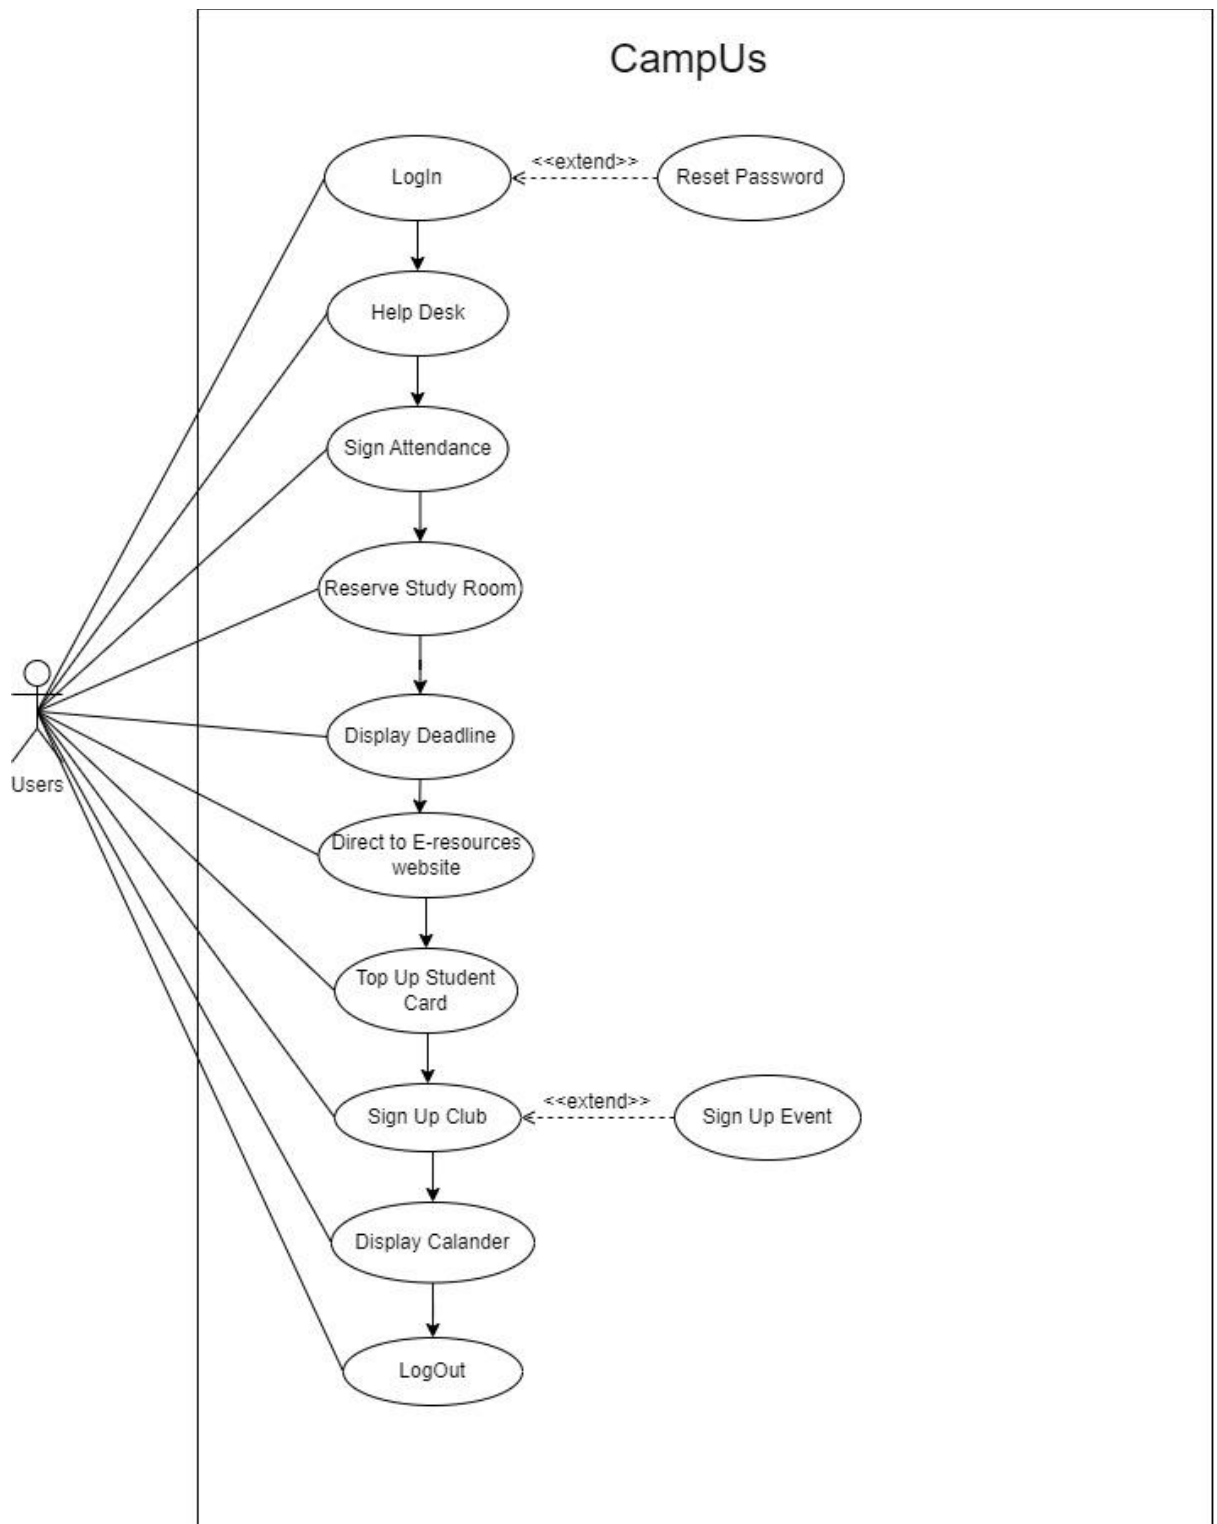 CampUs
LogIn
<<extend>>
Reset Password
Help Desk
Sign Attendance
Reserve Study Room
Display Deadline
Users
Direct to E-resources
website
Top Up Student
Card
Sign Up Club
<<extend>>
Sign Up Event
Display Calander
LogOut